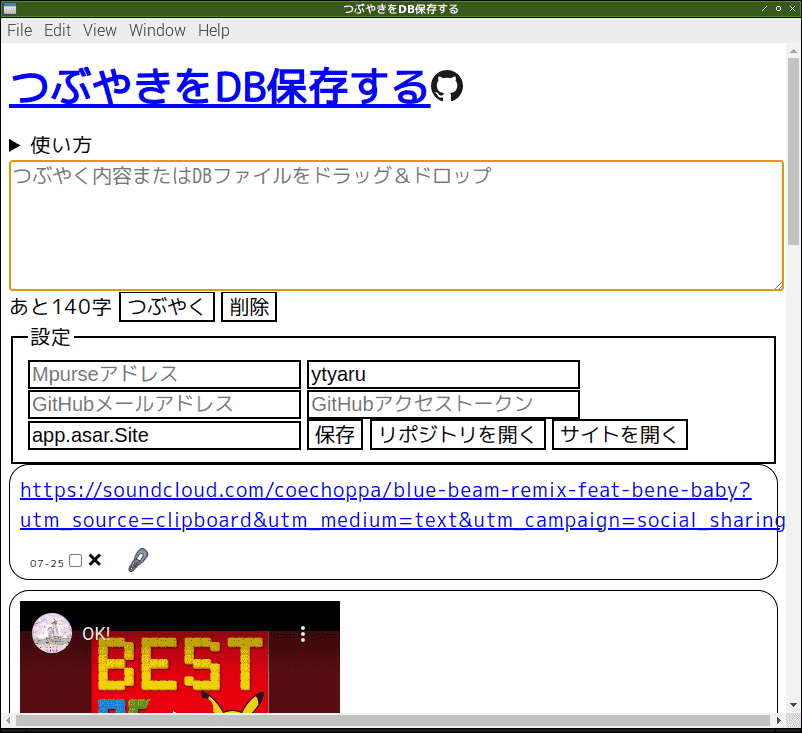 つぶやきをDB保存する
File Edit View Window Help
つぶやきをDB保存する
使い方
つぶやく内容またはDBファイルをドラッグ＆ドロップ
あと140字 つぶやく 削除
設定
Mpurseアドレス ytyaru
GitHubメールアドレス GitHubアクセストークン
app.asar.Site 保存 リポジトリを開く サイトを開く
https://soundcloud.com/coechoppa/blue-beam-remix-feat-bene-baby?
utm_source=clipboard&utm_medium=text&utm_campaign=social_sharing
07-25
OK!
BEST
OF